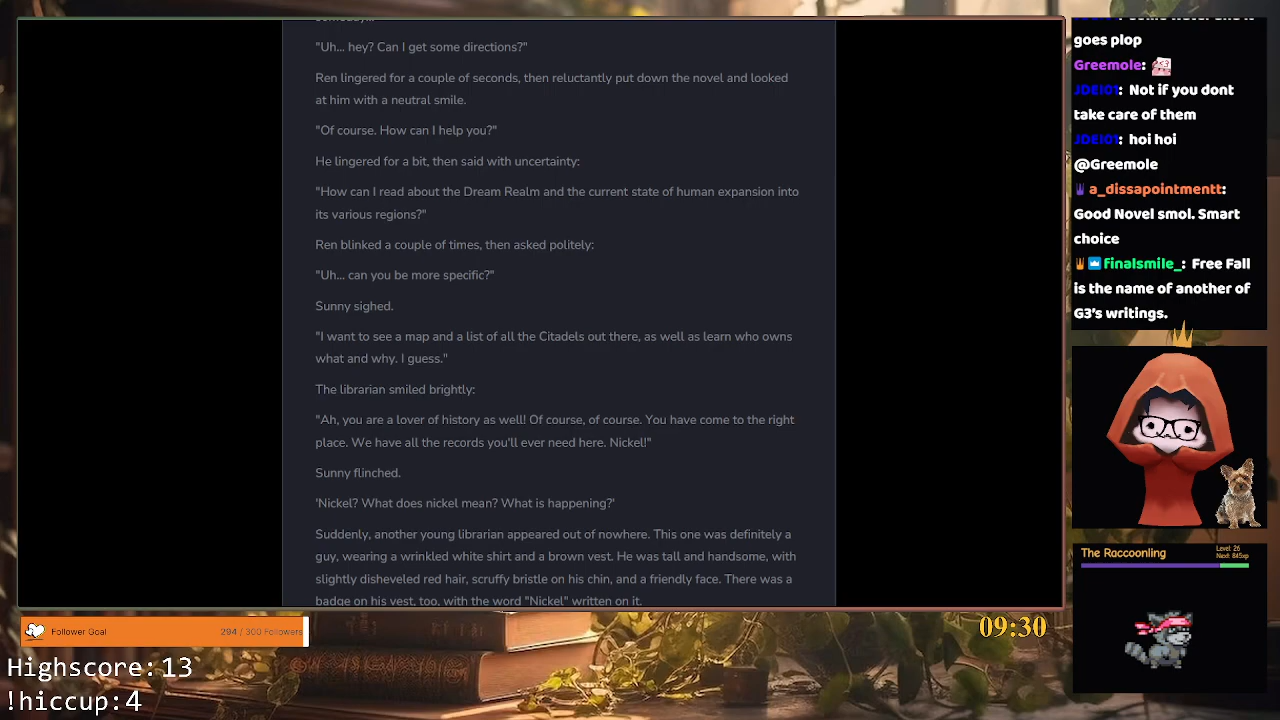 "Uh... hey? Can I get some directions?"
Ren lingered for a couple of seconds, then reluctantly put down the novel and looked
at him with a neutral smile.
"Of course. How can I help you?"
He lingered for a bit, then said with uncertainty:
"How can I read about the Dream Realm and the current state of human expansion into
its various regions?"
Ren blinked a couple of times, then asked politely:
"Uh... can you be more specific?"
Sunny sighed.
"I want to see a map and a list of all the Citadels out there, as well as learn who owns
what and why. I guess."
The librarian smiled brightly:
"Ah, you are a lover of history as well! Of course, of course. You have come to the right
place. We have all the records you'll ever need here. Nickel!"
Sunny flinched.
'Nickel? What does nickel mean? What is happening?'
Suddenly, another young librarian appeared out of nowhere. This one was definitely a
guy, wearing a wrinkled white shirt and a brown vest. He was tall and handsome, with
slightly disheveled red hair, scruffy bristle on his chin, and a friendly face. There was a
badge on his vest, too, with the word "Nickel" written on it.
goes plop
Greemole:
JDEI01: Not if you dont
take care of them
JDEI01: hoi hoi
@Greemole
a_dissapointmentt:
Good Novel smol. Smart
choice
finalsmile_: Free Fall
is the name of another of
G3's writings.
The Raccoonling
Level: 26
Next: 845xp
Follower Goal
294 / 300 Followers
09:30
Highscore:13
!hiccup:4